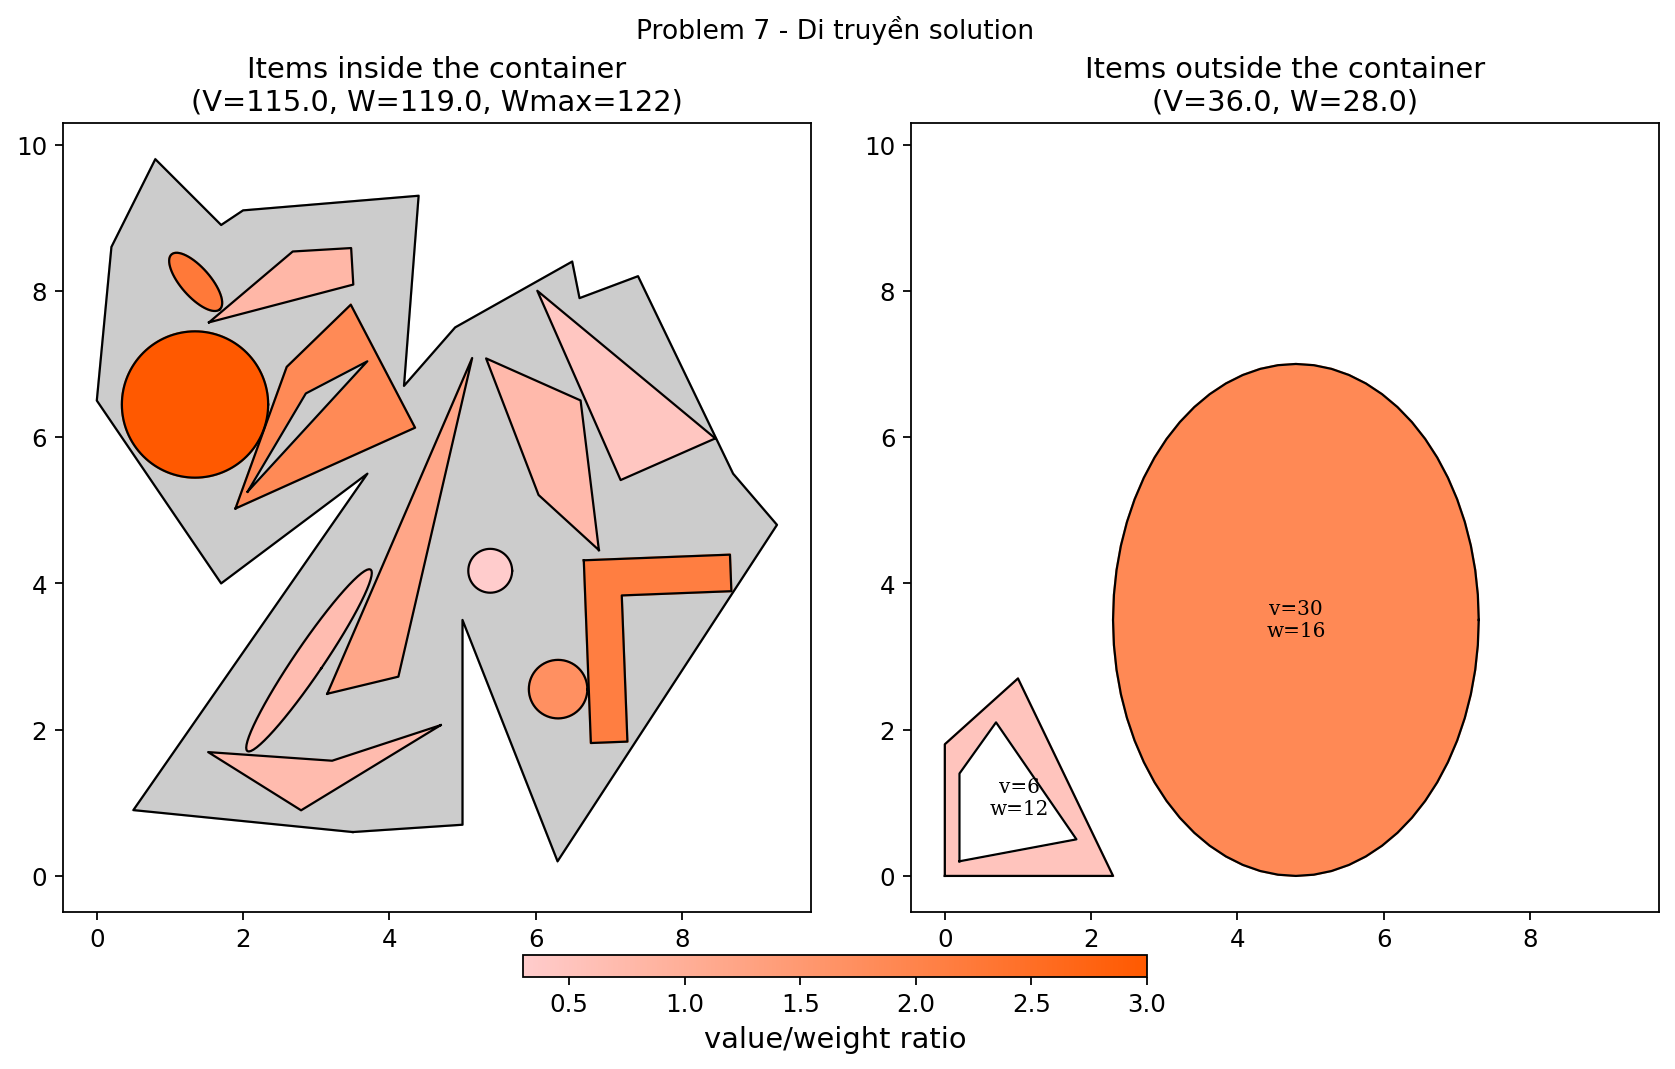 Problem 7 - Di truyền solution
Items inside the container
(V=115.0, W=119.0, Wmax=122)
10
8
6
4
2
0
0 2 4 6 8
Items outside the container
(V=36.0, W=28.0)
10
8
6
4
2
0
v=30
w=16
v=6
w=12
0 2 4 6 8
0.5 1.0 1.5 2.0 2.5 3.0
value/weight ratio